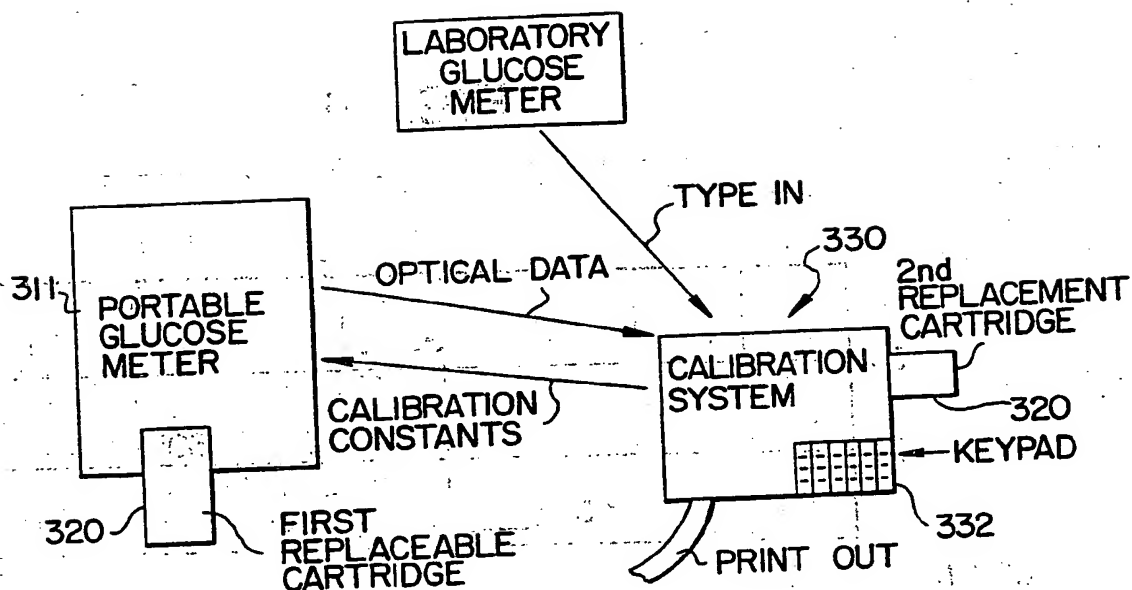 LABORATORY
GLUCOSE
METER
TYPE IN
330
OPTICAL DATA
2nd
REPLACEMENT
CARTRIDGE
311
PORTABLE
GLUCOSE
METER
CALIBRATION
SYSTEM
320
CALIBRATION
CONSTANTS
KEYPAD
320
FIRST
REPLACEABLE
CARTRIDGE
332
PRINT OUT